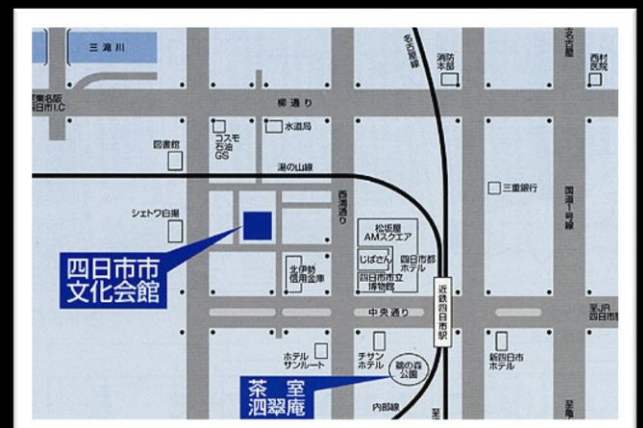 三滝川
名古屋線
消防
本部
至名古屋
西村
医院
至東名阪
四日市I.C
柳通り
コスモ
石油
GS
水道局
図書館
湯の山線
三重銀行
シェトワ白揚
西浦通り
国道1号線
松坂屋
AMスクエア
じばさん
四日市都
ホテル
四日市市立
博物館
四日市市
文化会館
北伊勢
信用金庫
近鉄四日市駅
中央通り
至JR
四日市駅
ホテル
サンルート
チサン
ホテル
鵜の森
公園
新四日市
ホテル
茶室
泗翠庵
内部線